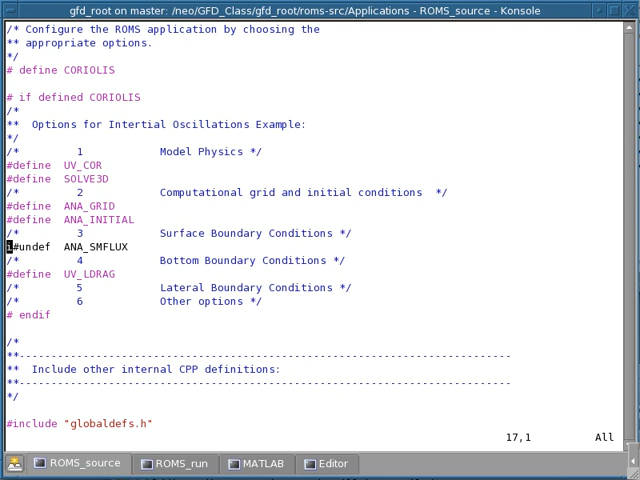 gfd_root on master: /neo/GFD_Class/gfd_root/roms-src/Applications - ROMS_source - Konsole
/* Configure the ROMS application by choosing the
** appropriate options.
*/
# define CORIOLIS
# if defined CORIOLIS
/*
** Options for Intertial Oscillations Example:
*/
/* 1 Model Physics */
#define UV_COR
#define SOLVE3D
/* 2 Computational grid and initial conditions */
#define ANA_GRID
#define ANA_INITIAL
/* 3 Surface Boundary Conditions */
i#undef ANA_SMFLUX
/* 4 Bottom Boundary Conditions */
#define UV_LDRAG
/* 5 Lateral Boundary Conditions */
/* 6 Other options */
# endif
/*
**-----------------------------------------------------------------------------
** Include other internal CPP definitions:
**-----------------------------------------------------------------------------
*/
#include "globaldefs.h"
17,1 All
ROMS_source ROMS_run MATLAB Editor